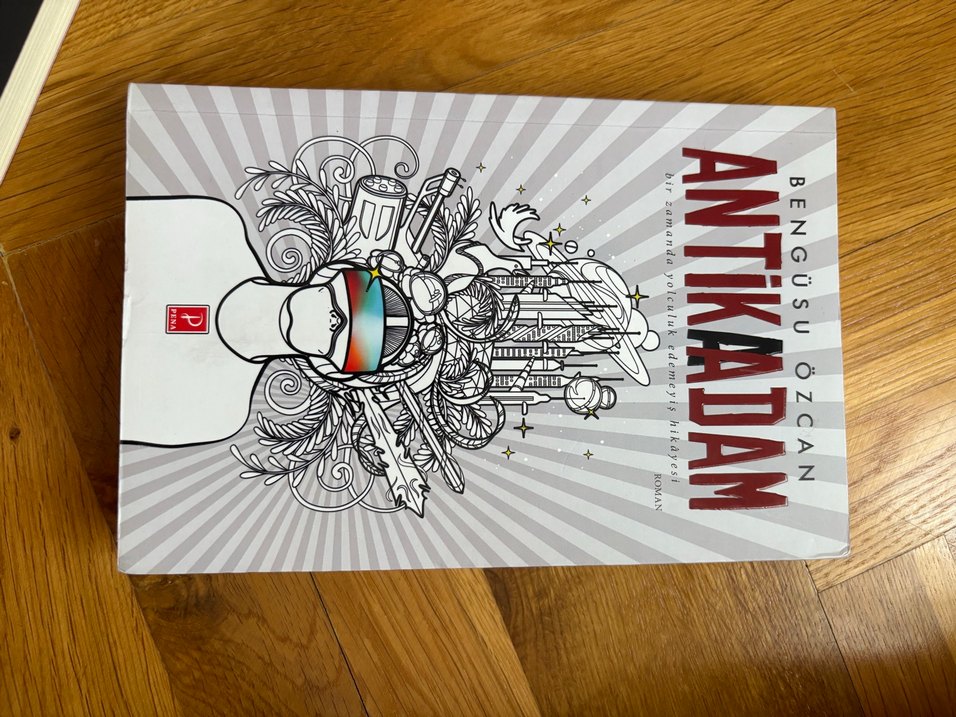 BENGÜSU ÖZCAN
ANTİKADAM
bir zamanda yolculuk edemeyiş hikâyesi
ROMAN
P
PENA